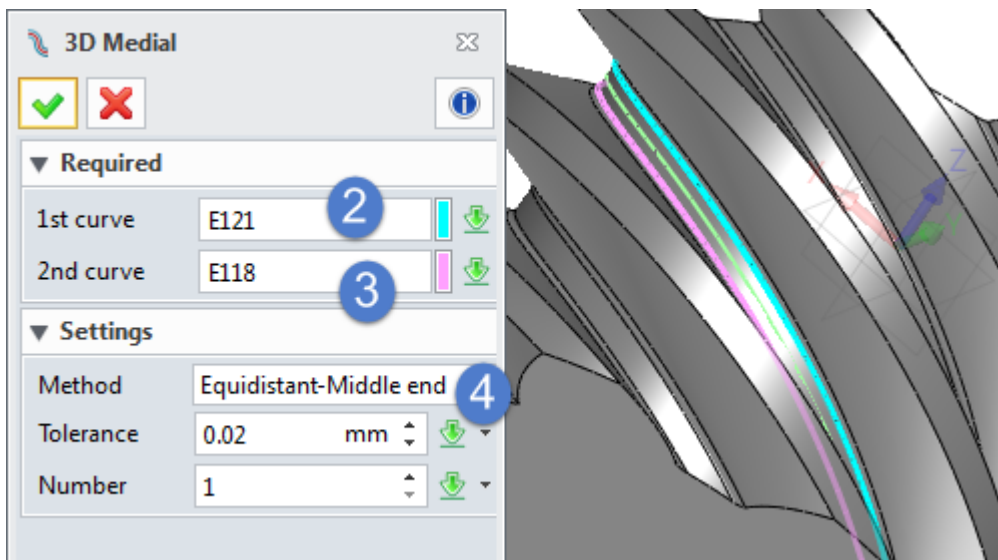 3D Medial
Required
1st curve E121 2
2nd curve E118 3
Settings
Method Equidistant-Middle end 4
Tolerance 0.02 mm
Number 1
X Z Y